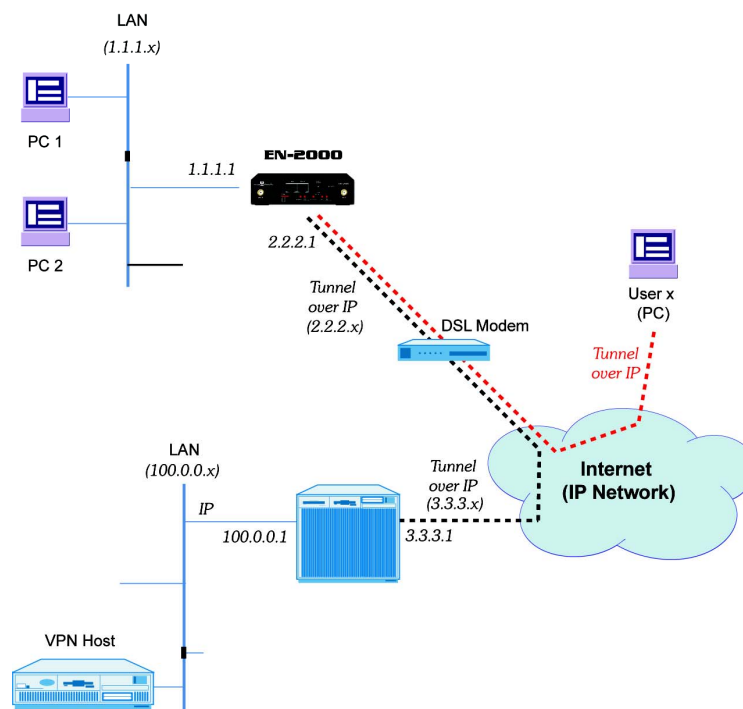 LAN
(1.1.1.x)
PC 1
EN-2000
1.1.1.1
PC 2
2.2.2.1
Tunnel
over IP
(2.2.2.x)
DSL Modem
User x
(PC)
Tunnel
over IP
LAN
(100.0.0.x)
IP
100.0.0.1
Tunnel
over IP
(3.3.3.x)
3.3.3.1
Internet
(IP Network)
VPN Host